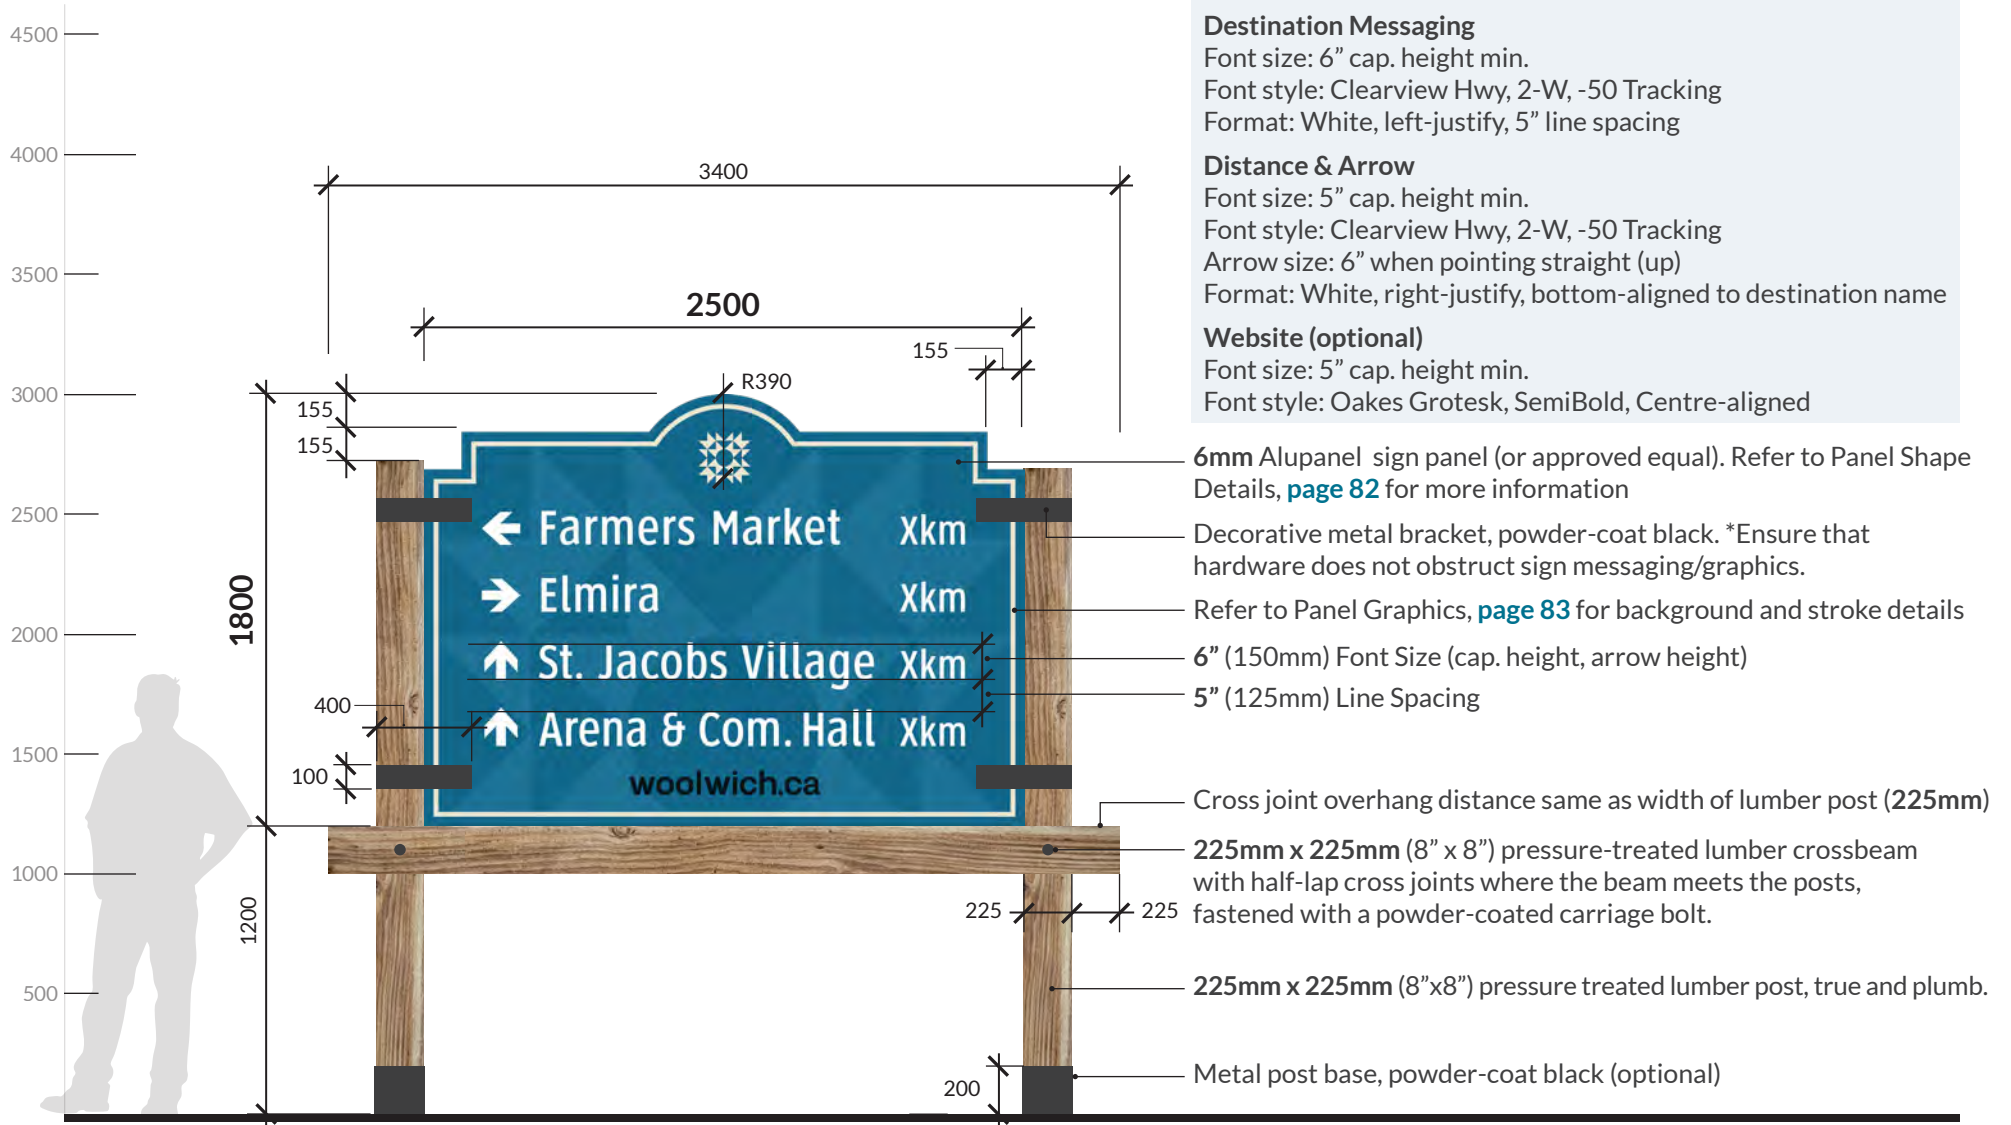 Destination Messaging
Font size: 6” cap. height min.
Font style: Clearview Hwy, 2-W, -50 Tracking
Format: White, left-justify, 5” line spacing
Distance & Arrow
Font size: 5” cap. height min.
Font style: Clearview Hwy, 2-W, -50 Tracking
Arrow size: 6” when pointing straight (up)
Format: White, right-justify, bottom-aligned to destination name
Website (optional)
Font size: 5” cap. height min.
Font style: Oakes Grotesk, SemiBold, Centre-aligned
6mm Alupanel sign panel (or approved equal). Refer to Panel Shape
Details, page 82 for more information
Decorative metal bracket, powder-coat black. *Ensure that
hardware does not obstruct sign messaging/graphics.
Refer to Panel Graphics, page 83 for background and stroke details
6” (150mm) Font Size (cap. height, arrow height)
5” (125mm) Line Spacing
Cross joint overhang distance same as width of lumber post (225mm)
225mm x 225mm (8” x 8”) pressure-treated lumber crossbeam
with half-lap cross joints where the beam meets the posts,
fastened with a powder-coated carriage bolt.
225mm x 225mm (8”x8”) pressure treated lumber post, true and plumb.
Metal post base, powder-coat black (optional)
4500
4000
3500
3000
2500
2000
1500
1000
500
3400
2500
155
R390
155
155
1800
400
100
1200
225
225
200
Farmers Market Xkm
Elmira Xkm
St. Jacobs Village Xkm
Arena & Com. Hall Xkm
woolwich.ca